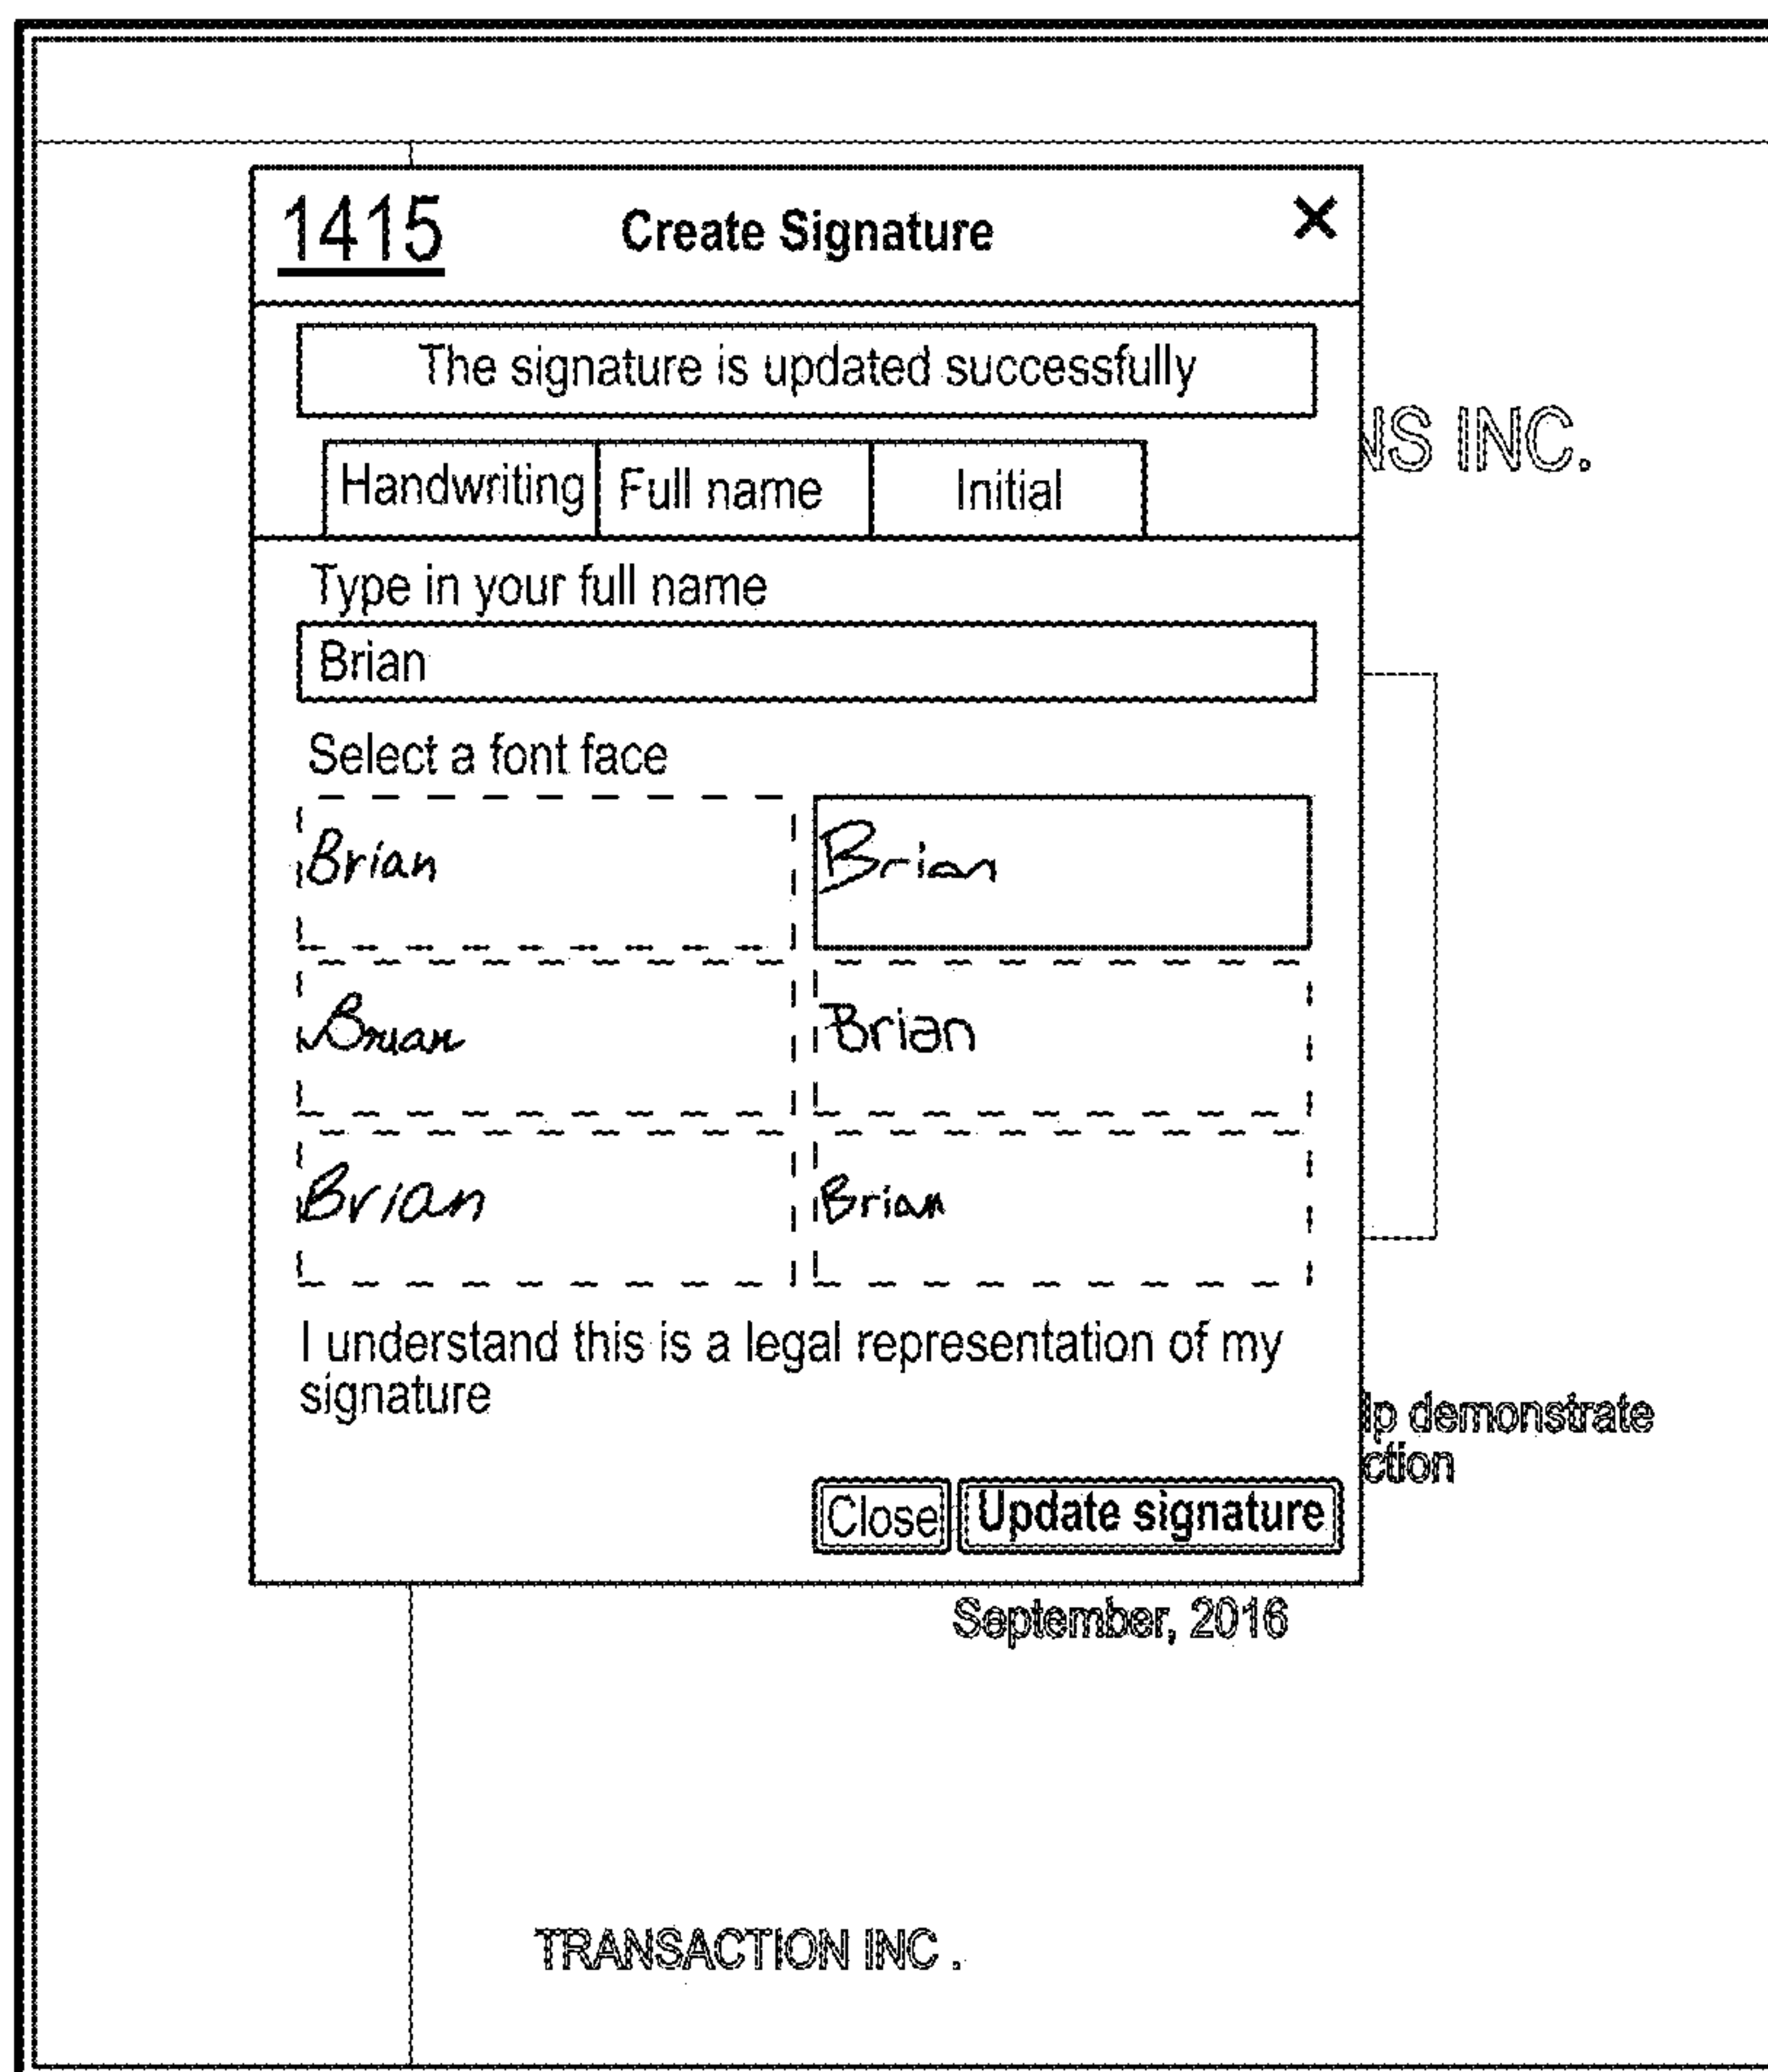 1415 Create Signature ×
The signature is updated successfully
NS INC.
Handwriting Full name Initial
Type in your full name
Brian
Select a font face
Brian Brian
Brian Brian
Brian Brian
I understand this is a legal representation of my
signature
lp demonstrate
ction
Close Update signature
September, 2016
TRANSACTION INC .